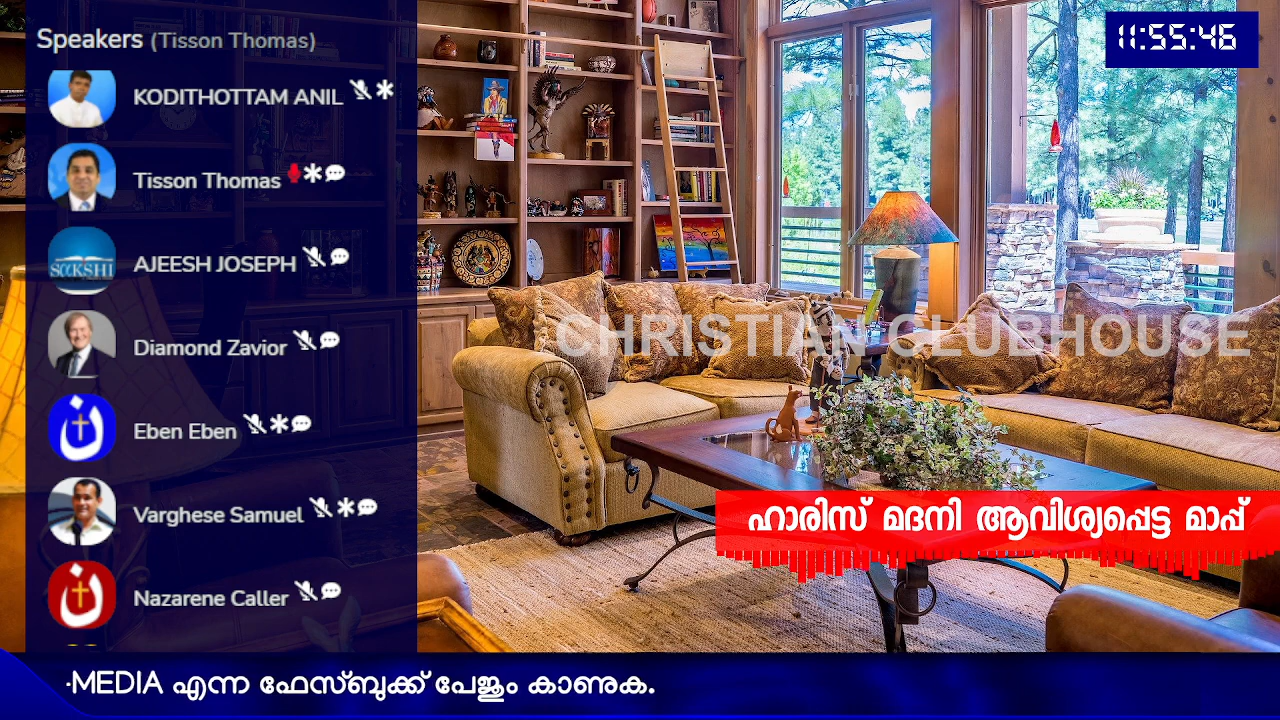 Speakers (Tisson Thomas)
11:55:46
KODITHOTTAM ANIL
Tisson Thomas
AJEESH JOSEPH
SAKSHI
Diamond Zavior
Eben Eben
Varghese Samuel
Nazarene Caller
CHRISTIAN CLUBHOUSE
ഹാരിസ് മദനി ആവിശ്യപ്പെട്ട മാപ്പ്
-MEDIA എന്ന ഫേസ്ബുക്ക് പേജും കാണുക.